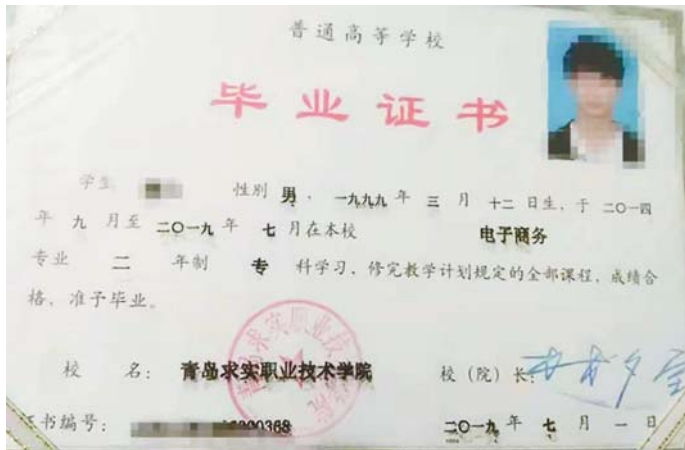 普通高等学校
毕业证书
学生 性别 男 、一九九九 年 三 月 十二 日生、于 二〇一四
年 九 月至 二〇一九 年 七 月在本校 电子商务
专业 二 年制 专 科学习、修完教学计划规定的全部课程、成绩合
格、准予毕业。
校 名: 青岛求实职业技术学院 校(院)长:
书编号: 00368 二〇一九 年 七 月 一 日